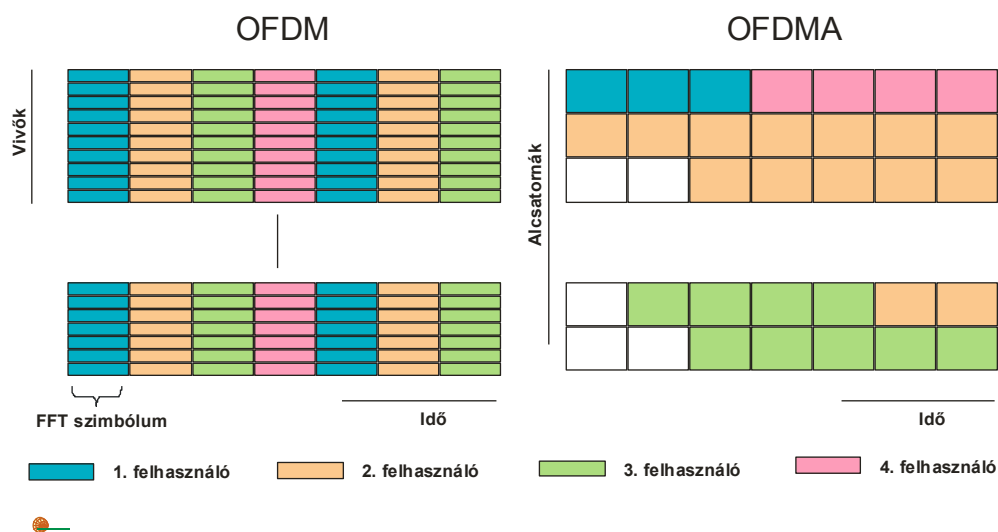 OFDM
OFDMA
Vivők
Alcsatornák
FFT szimbólum
Idő
Idő
1. felhasználó
2. felhasználó
3. felhasználó
4. felhasználó